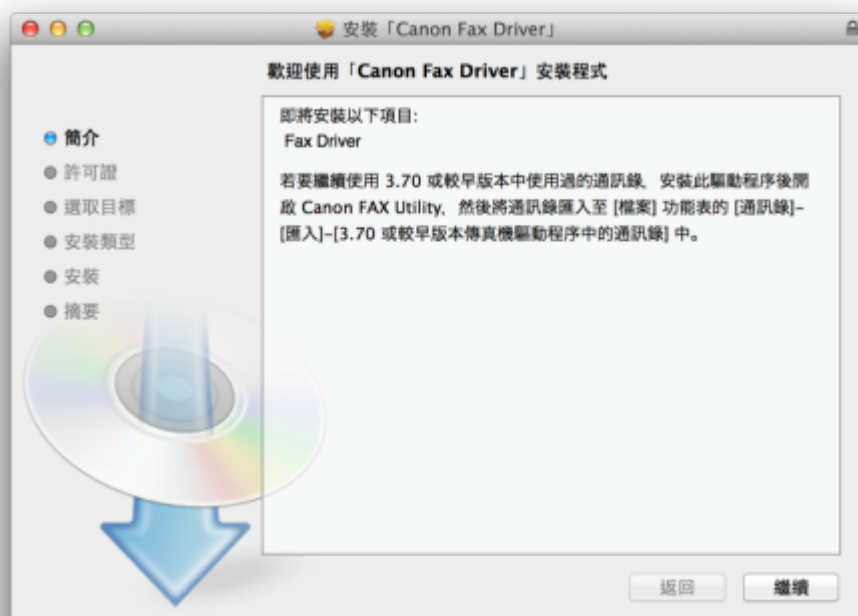 安裝「Canon Fax Driver」
歡迎使用「Canon Fax Driver」安裝程式
簡介
許可證
選取目標
安裝類型
安裝
摘要
即將安裝以下項目:
Fax Driver
若要繼續使用 3.70 或較早版本中使用過的通訊錄，安裝此驅動程序後開
啟 Canon FAX Utility，然後將通訊錄匯入至 [檔案] 功能表的 [通訊錄]-
[匯入]-[3.70 或較早版本傳真機驅動程序中的通訊錄] 中。
返回
繼續